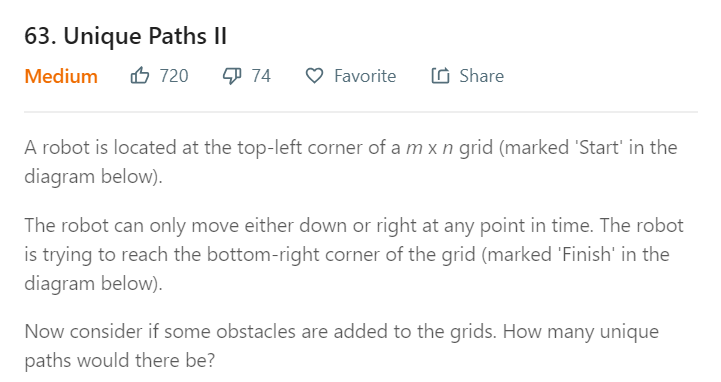 63. Unique Paths II
Medium 720 74 Favorite Share
A robot is located at the top-left corner of a m x n grid (marked 'Start' in the
diagram below).
The robot can only move either down or right at any point in time. The robot
is trying to reach the bottom-right corner of the grid (marked 'Finish' in the
diagram below).
Now consider if some obstacles are added to the grids. How many unique
paths would there be?